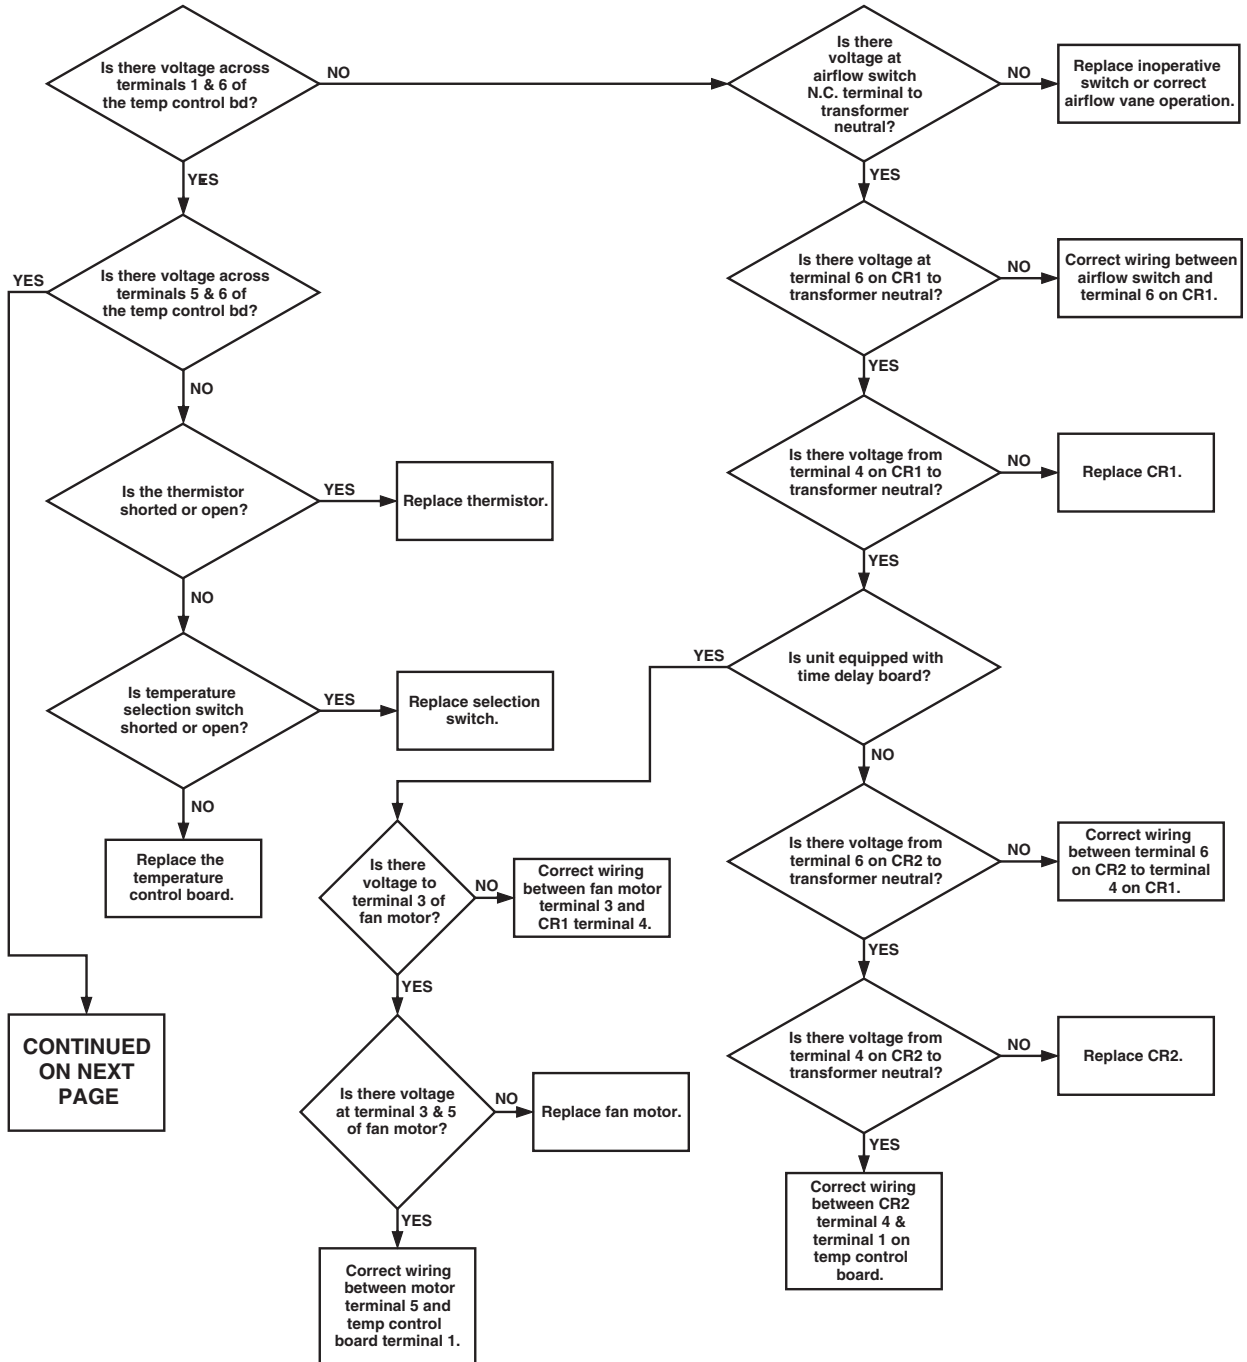 Is there voltage across
terminals 1 & 6 of
the temp control bd?
NO
YES
Is there
voltage at
airflow switch
N.C. terminal to
transformer
neutral?
NO
Replace inoperative
switch or correct
airflow vane operation.
YES
Is there voltage across
terminals 5 & 6 of
the temp control bd?
YES
NO
Is there voltage at
terminal 6 on CR1 to
transformer neutral?
NO
Correct wiring between
airflow switch and
terminal 6 on CR1.
YES
Is the thermistor
shorted or open?
YES
Replace thermistor.
NO
Is there voltage from
terminal 4 on CR1 to
transformer neutral?
NO
Replace CR1.
YES
Is temperature
selection switch
shorted or open?
YES
Replace selection
switch.
NO
Replace the
temperature
control board.
Is unit equipped with
time delay board?
YES
NO
Is there
voltage to
terminal 3 of
fan motor?
NO
Correct wiring
between fan motor
terminal 3 and
CR1 terminal 4.
YES
Is there voltage from
terminal 6 on CR2 to
transformer neutral?
NO
Correct wiring
between terminal 6
on CR2 to terminal
4 on CR1.
YES
CONTINUED
ON NEXT
PAGE
Is there voltage
at terminal 3 & 5
of fan motor?
NO
Replace fan motor.
YES
Correct wiring
between motor
terminal 5 and
temp control
board terminal 1.
Is there voltage from
terminal 4 on CR2 to
transformer neutral?
NO
Replace CR2.
YES
Correct wiring
between CR2
terminal 4 &
terminal 1 on
temp control
board.